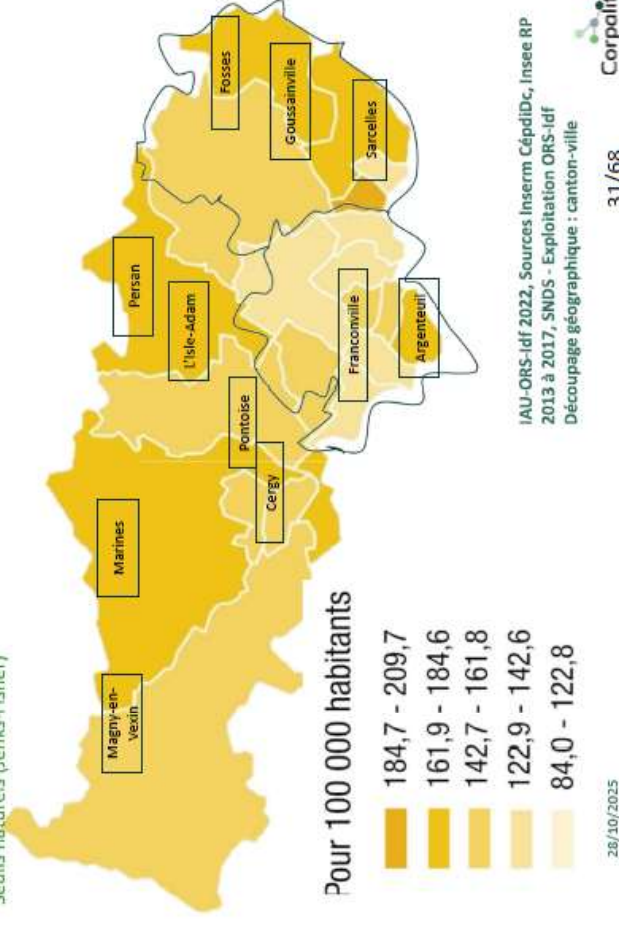 Seuils naturels (Jenks-Fisher)
Magny-en-
Vexin
Marines
Persan
L'Isle-Adam
Fosses
Goussainville
Sarcelles
Pontoise
Cergy
Franconville
Argenteuil
Pour 100 000 habitants
184,7 - 209,7
161,9 - 184,6
142,7 - 161,8
122,9 - 142,6
84,0 - 122,8
IAU-ORS-Idf 2022, Sources Inserm CépdiDc, Insee RP
2013 à 2017, SNDS - Exploitation ORS-Idf
Découpage géographique : canton-ville
28/10/2025
31/68